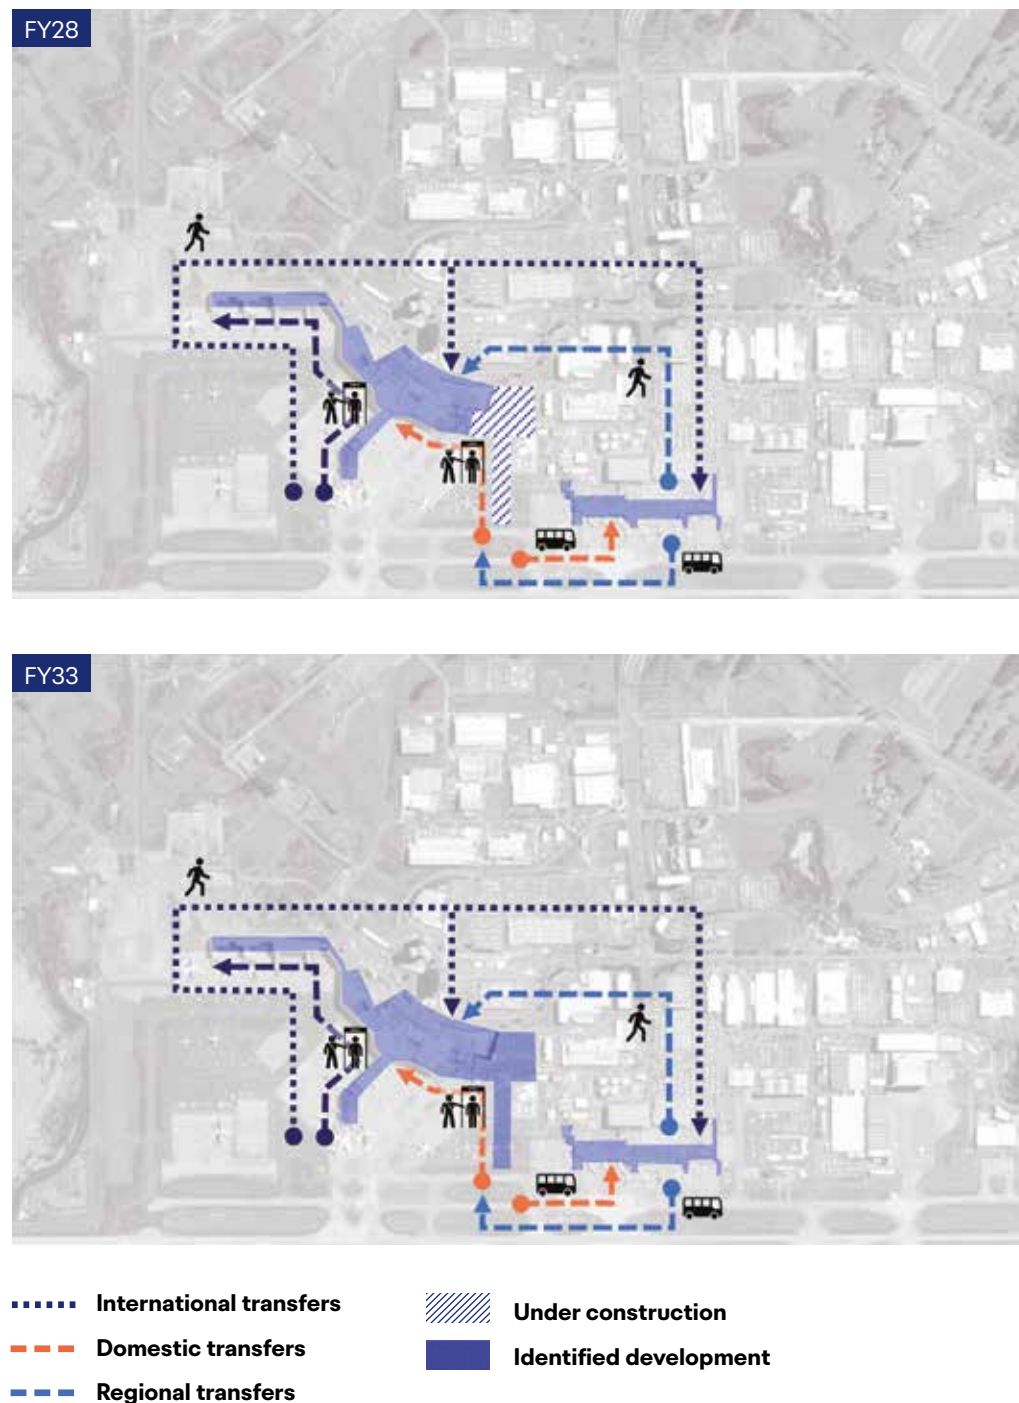 FY28
FY33
International transfers
Domestic transfers
Regional transfers
Under construction
Identified development